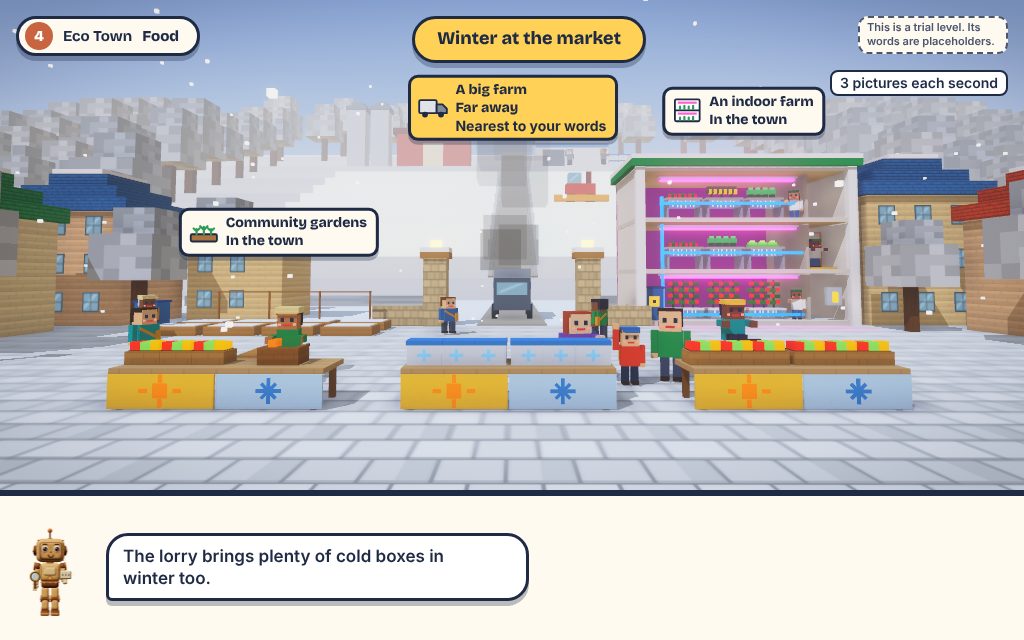 4 Eco Town Food
Winter at the market
This is a trial level. Its
words are placeholders.
3 pictures each second
A big farm
Far away
Nearest to your words
An indoor farm
In the town
Community gardens
In the town
The lorry brings plenty of cold boxes in
winter too.